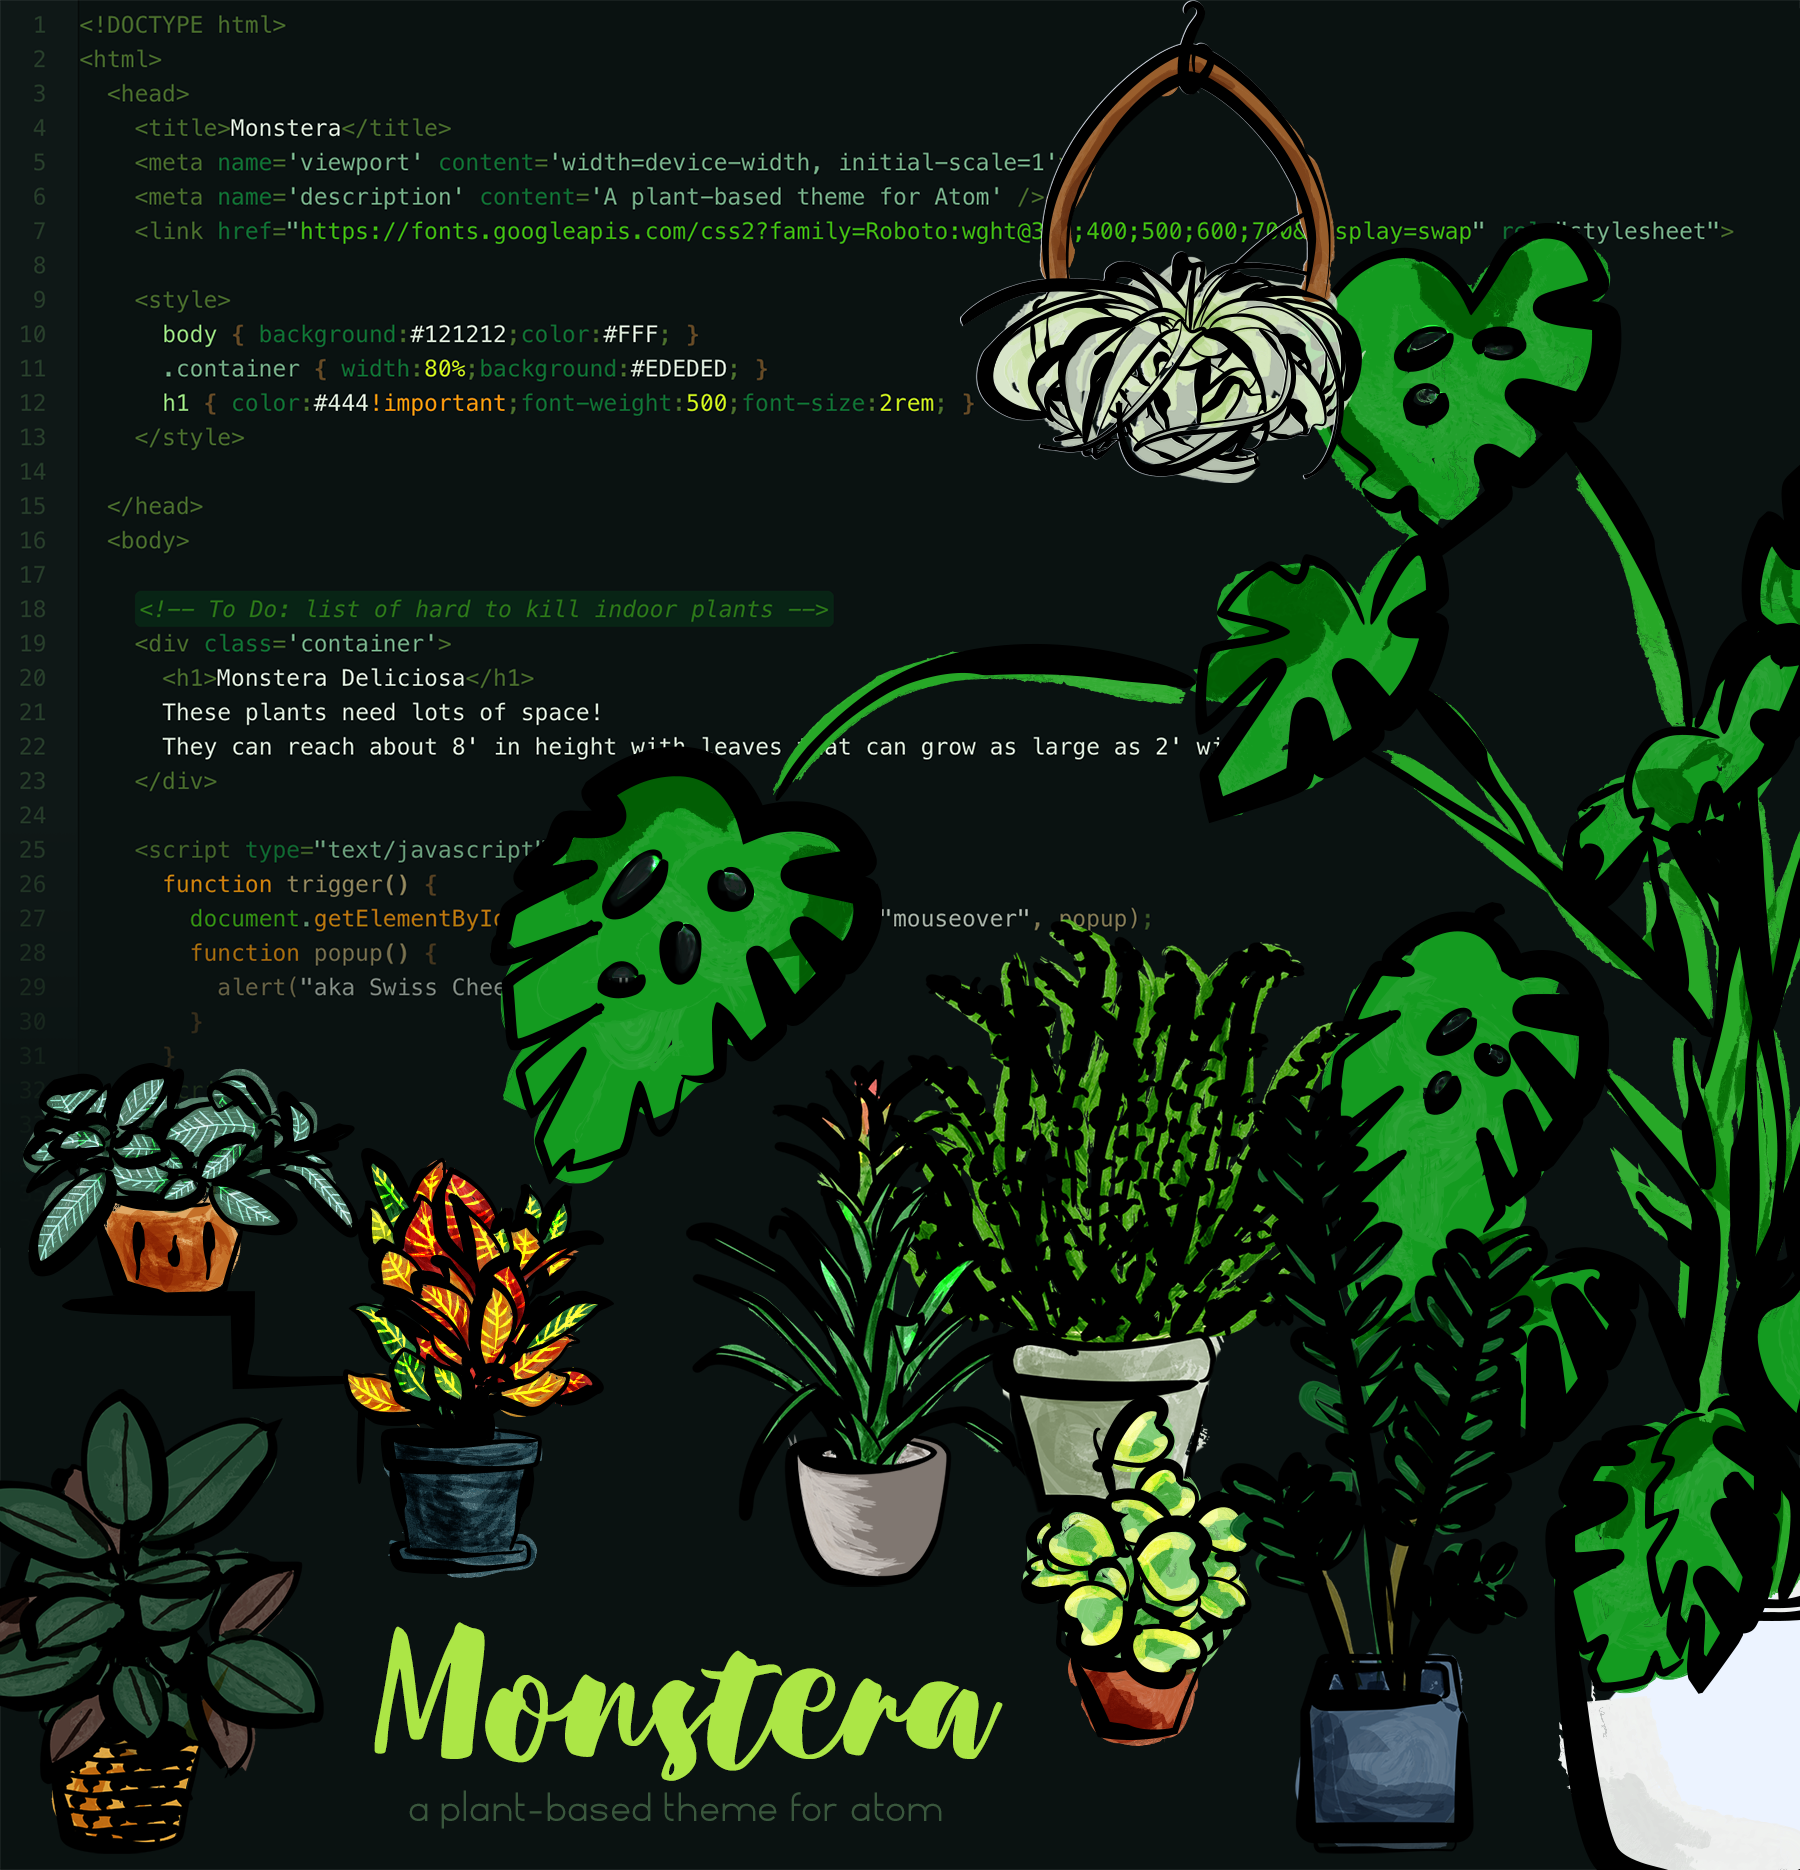 1 <!DOCTYPE html>
2 <html>
3 <head>
4 <title>Monstera</title>
5 <meta name='viewport' content='width=device-width, initial-scale=1'
6 <meta name='description' content='A plant-based theme for Atom' />
7 <link href="https://fonts.googleapis.com/css2?family=Roboto:wght@3 ;400;500;600;700& splay=swap" "stylesheet">
8
9 <style>
10 body { background:#121212;color:#FFF; }
11 .container { width:80%;background:#EDEDED; }
12 h1 { color:#444!important;font-weight:500;font-size:2rem; }
13 </style>
14
15 </head>
16 <body>
17
18 <!-- To Do: list of hard to kill indoor plants -->
19 <div class='container'>
20 <h1>Monstera Deliciosa</h1>
21 These plants need lots of space!
22 They can reach about 8' in height with leaves that can grow as large as 2' wi
23 </div>
24
25 <script type="text/javascript"
26 function trigger() {
27 document.getElementById "mouseover", popup);
28 function popup() {
29 alert("aka Swiss Chee
30 }
31 }
Monstera
a plant-based theme for atom